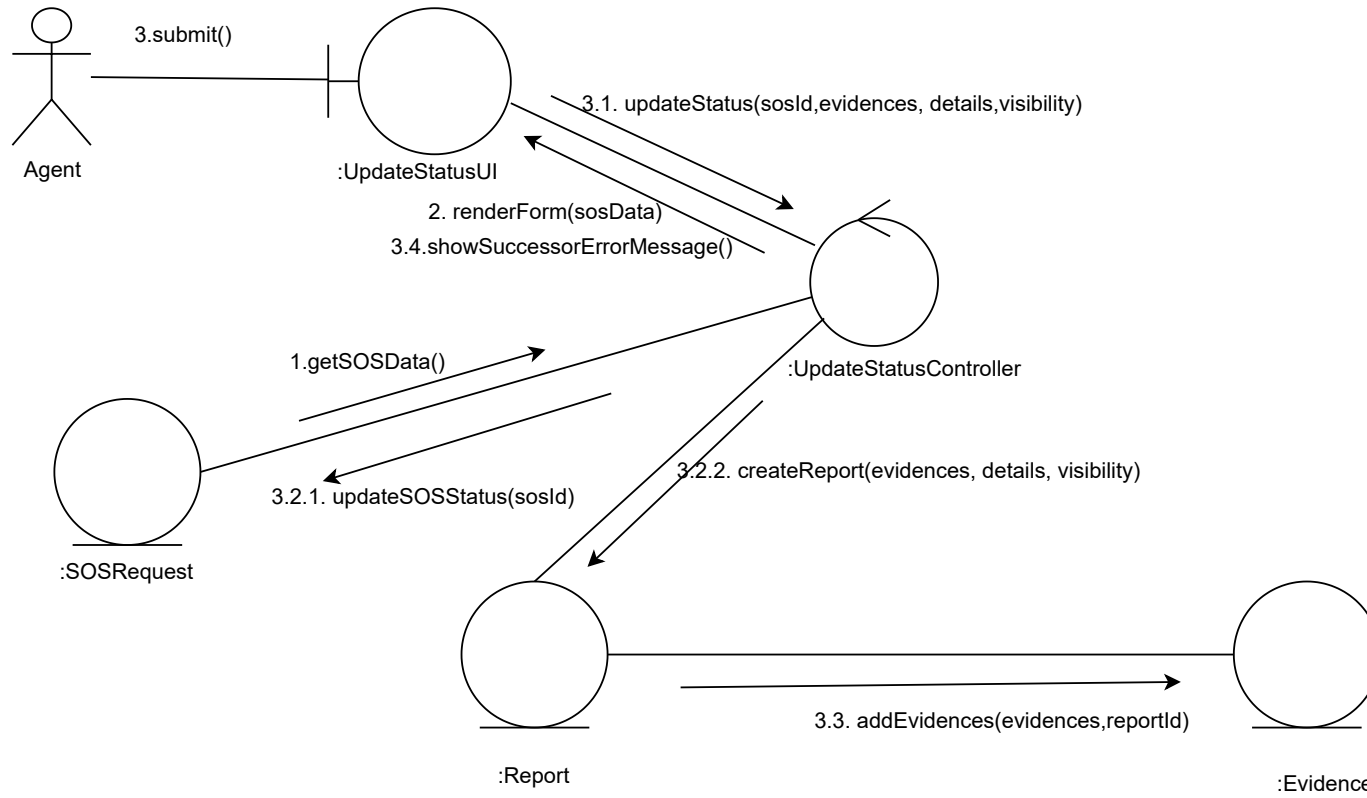 3.submit()
3.1. updateStatus(sosId,evidences, details,visibility)
Agent
:UpdateStatusUI
2. renderForm(sosData)
3.4.showSuccessorErrorMessage()
1.getSOSData()
:UpdateStatusController
3.2.2. createReport(evidences, details, visibility)
3.2.1. updateSOSStatus(sosId)
:SOSRequest
3.3. addEvidences(evidences,reportId)
:Report
:Evidence